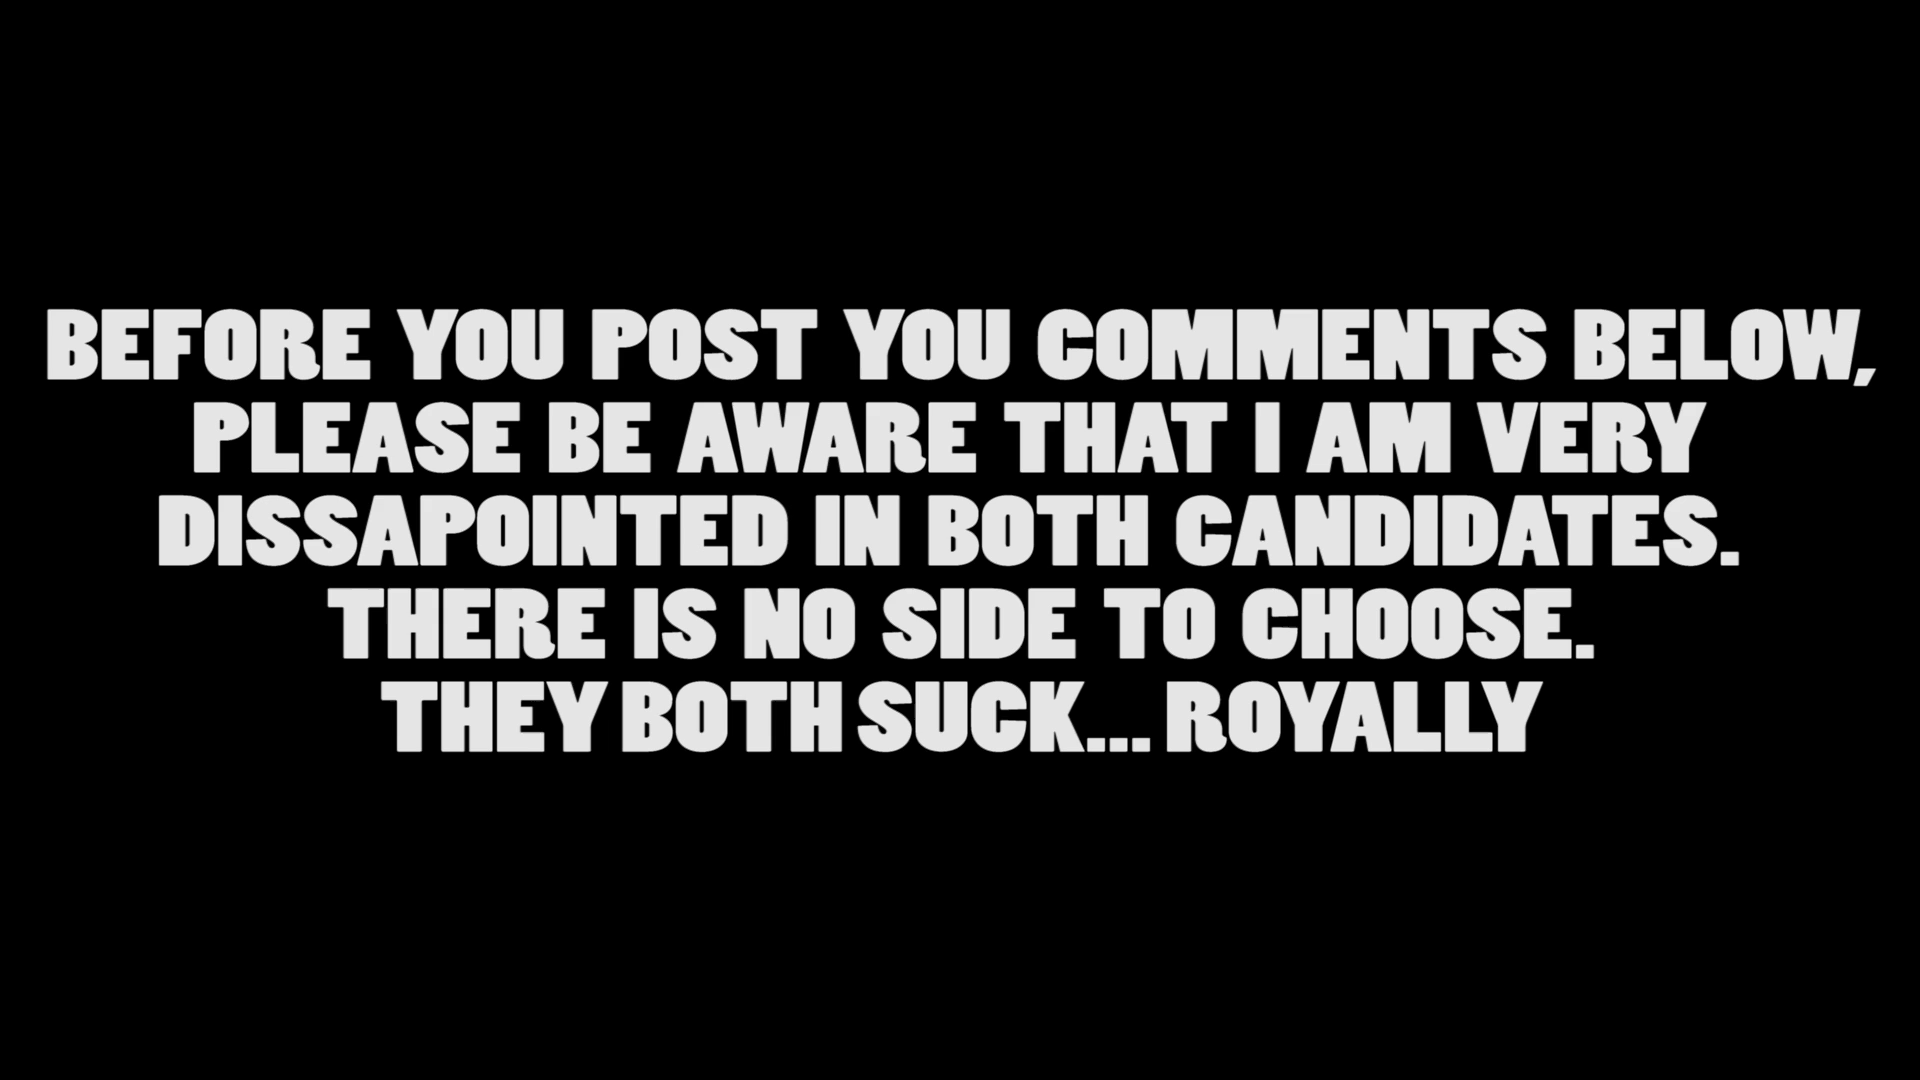 BEFORE YOU POST YOU COMMENTS BELOW,
PLEASE BE AWARE THAT I AM VERY
DISSAPOINTED IN BOTH CANDIDATES.
THERE IS NO SIDE TO CHOOSE.
THEY BOTH SUCK... ROYALLY